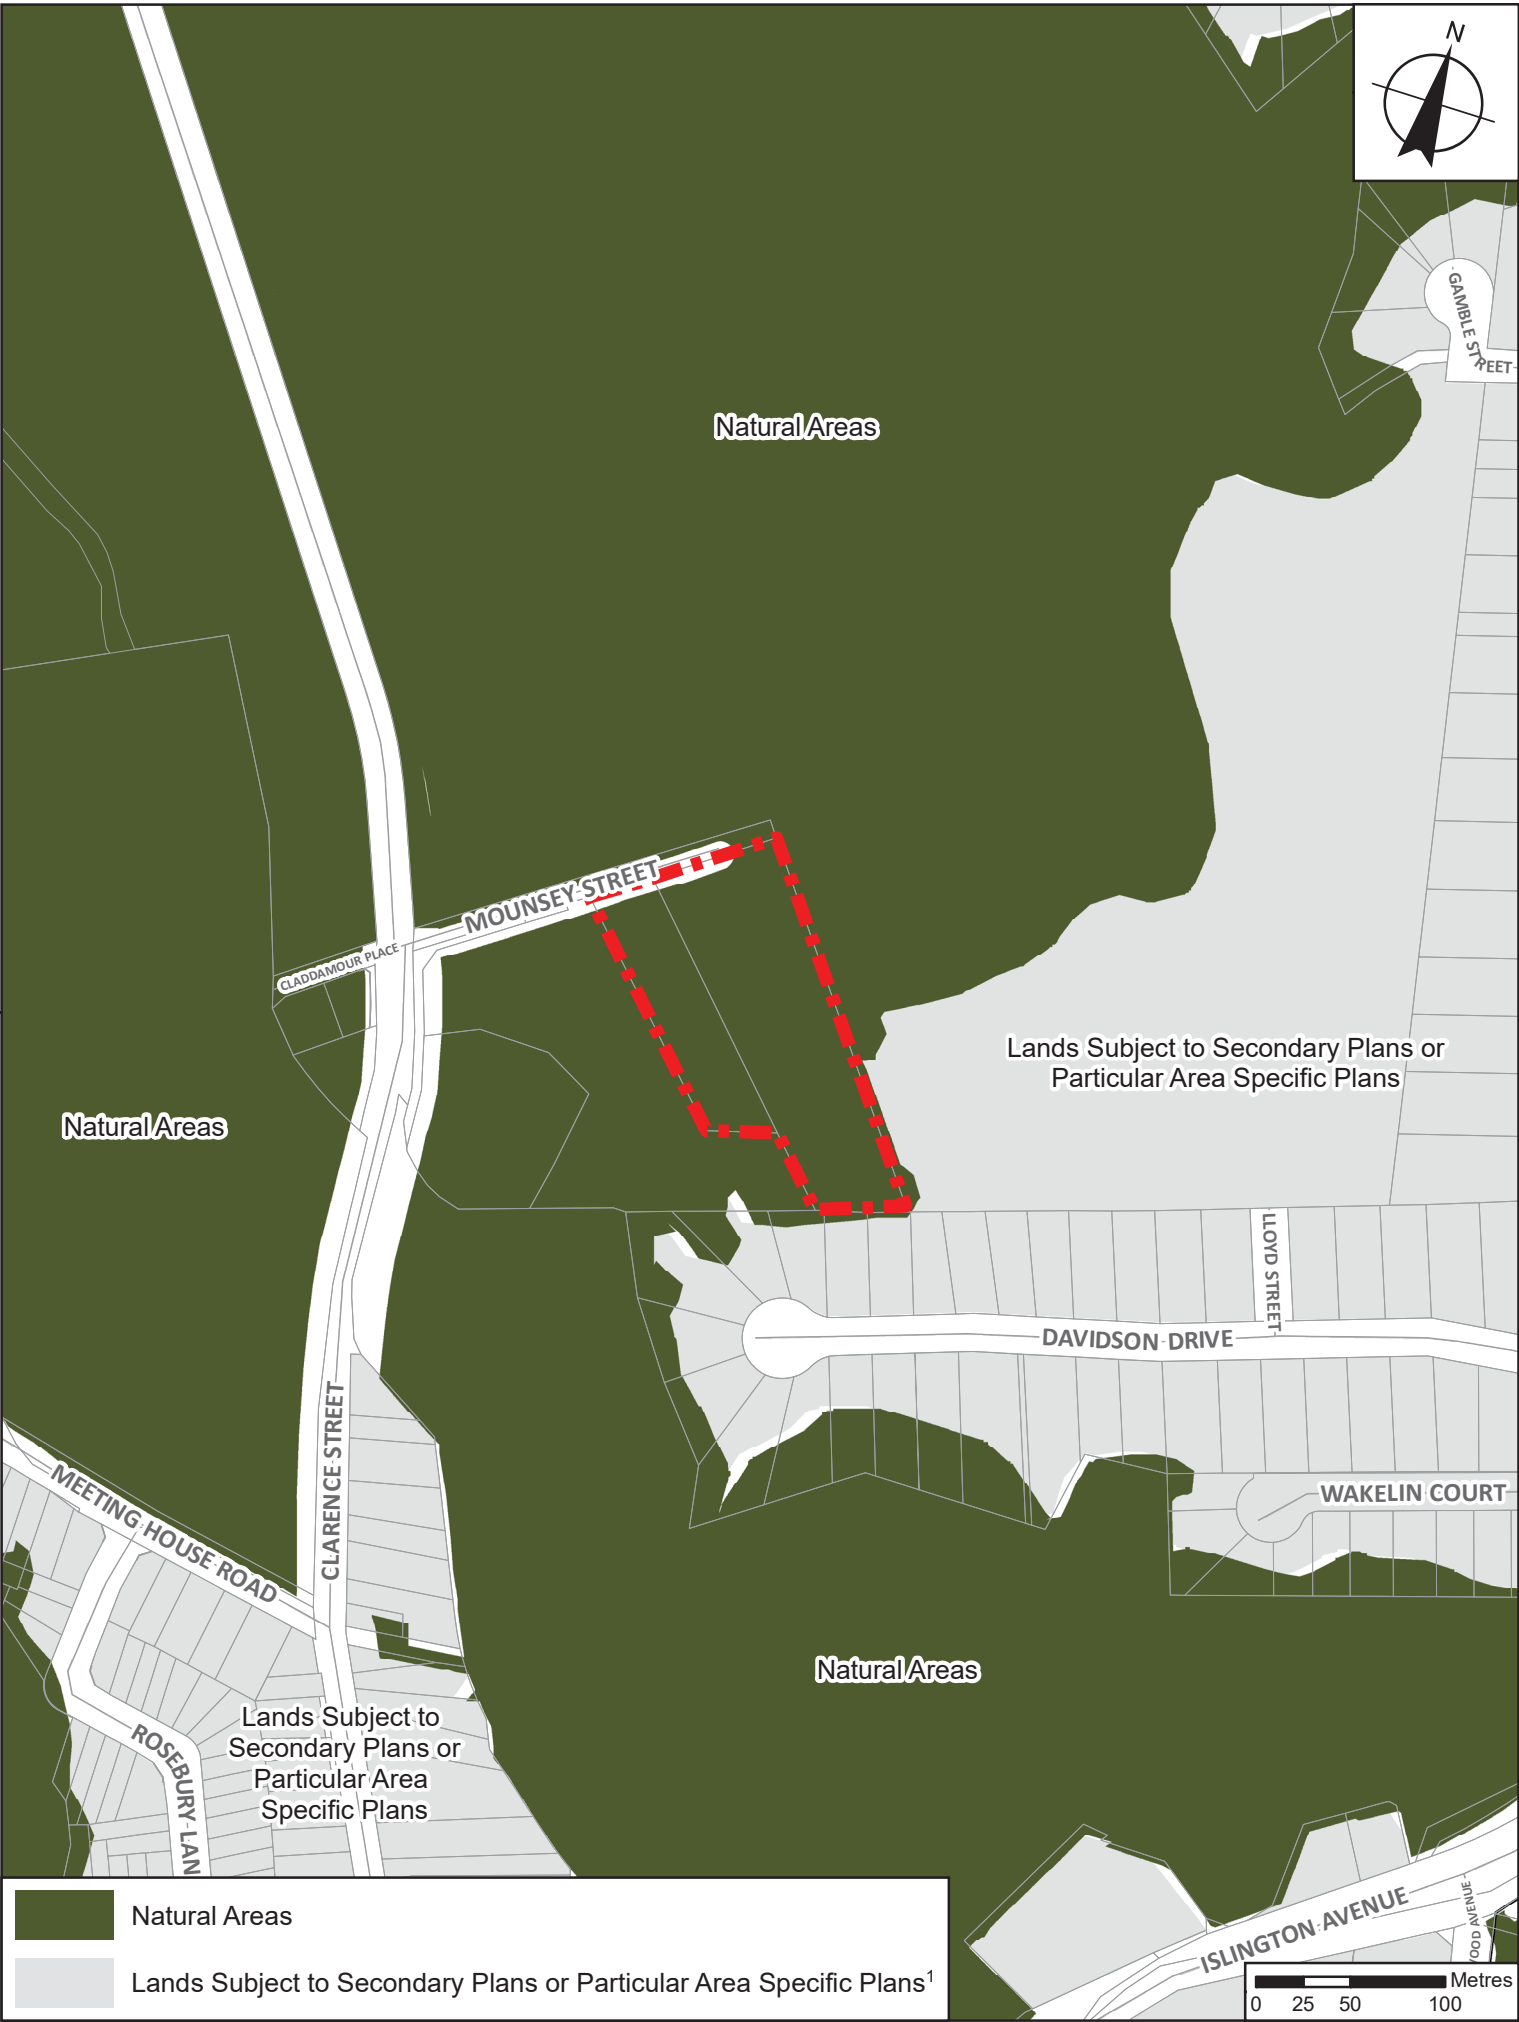 N
GAMBLE STREET
Natural Areas
MOUNSEY STREET
CLADDAMOUR PLACE
Lands Subject to Secondary Plans or
Particular Area Specific Plans
Natural Areas
LLOYD STREET
DAVIDSON DRIVE
CLARENCE STREET
MEETING HOUSE ROAD
WAKELIN COURT
Natural Areas
Lands Subject to
Secondary Plans or
Particular Area
Specific Plans
ROSEBURY LAN
ISLINGTON AVENUE
AVENUE
Natural Areas
Lands Subject to Secondary Plans or Particular Area Specific Plans¹
Metres
0 25 50 100